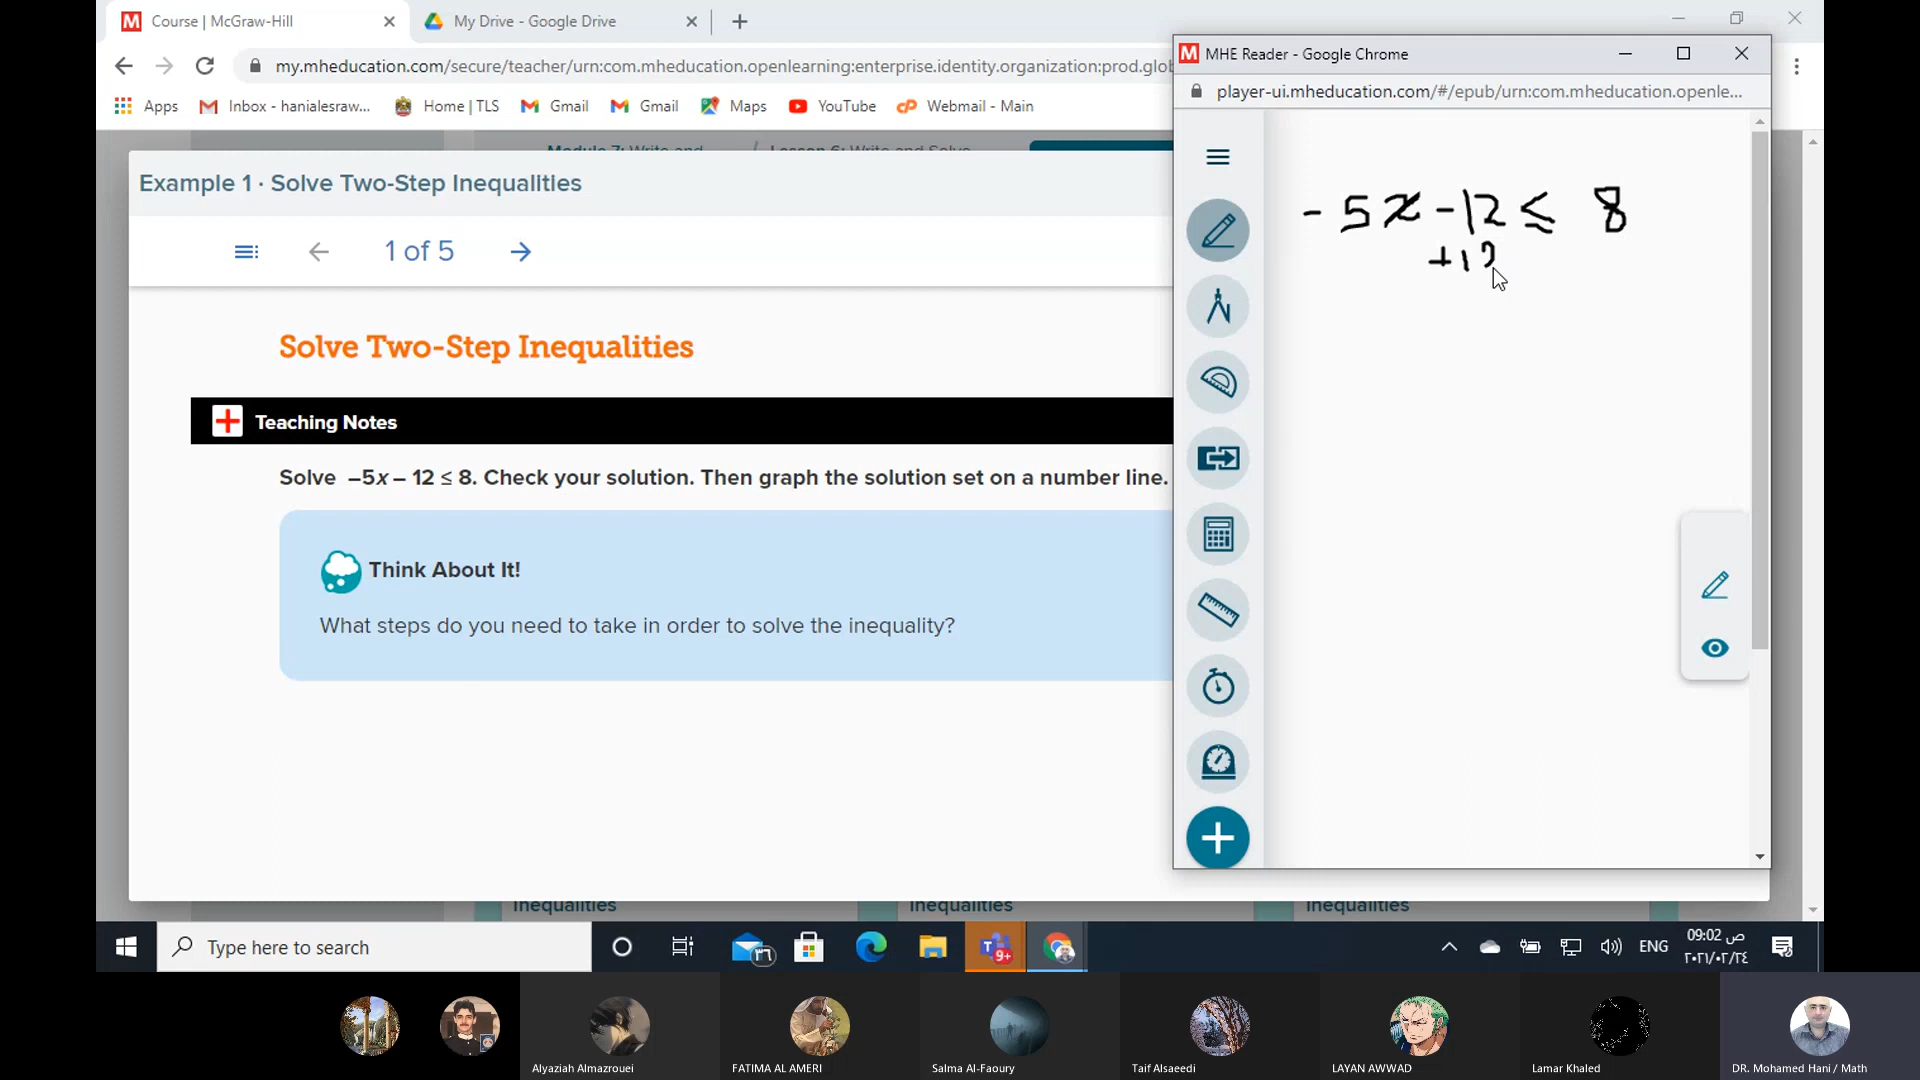 Course | McGraw-Hill
My Drive - Google Drive
my.mheducation.com/secure/teacher/urn:com.mheducation.openlearning:enterprise.identity.organization:prod.glob
Apps
Inbox - hanialesraw...
Home | TLS
Gmail
Gmail
Maps
YouTube
Webmail - Main
Example 1 · Solve Two-Step Inequalities
1 of 5
Solve Two-Step Inequalities
Teaching Notes
Solve −5x − 12 ≤ 8. Check your solution. Then graph the solution set on a number line.
Think About It!
What steps do you need to take in order to solve the inequality?
Inequalities
Inequalities
Inequalities
MHE Reader - Google Chrome
player-ui.mheducation.com/#/epub/urn:com.mheducation.openle...
- 5x - 12 ≤ 8
+12
Type here to search
٣٦
9+
ENG
09:02 ص
٢٠٢١/٠٢/٢٤
Alyaziah Almazrouei
FATIMA AL AMERI
Salma Al-Faoury
Taif Alsaeedi
LAYAN AWWAD
Lamar Khaled
DR. Mohamed Hani / Math